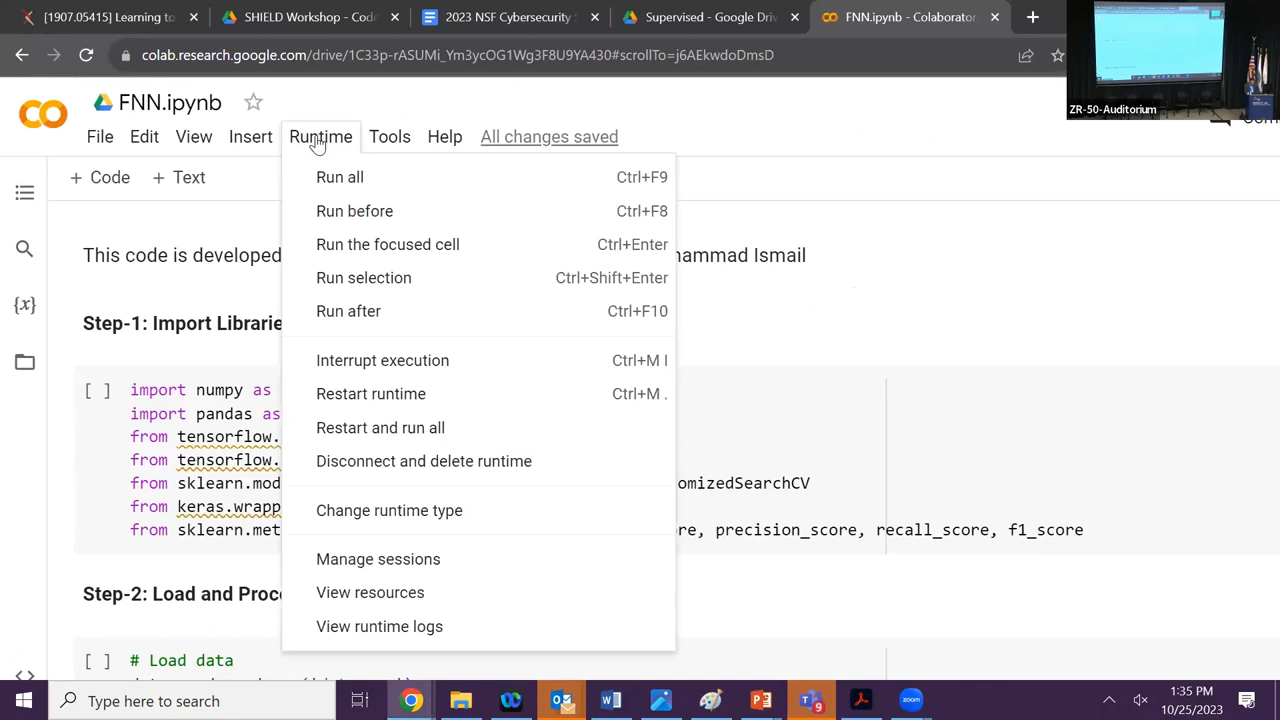 [1907.05415] Learning to
SHIELD Workshop - Code
Security
Supervised - Google Dri
FNN.ipynb - Colaborator
colab.research.google.com/drive/1C33p-rASUMi_Ym3yCOG1Wg3FRU9YA430#scrollTo=j6AEkwdoDmsD
ZR-50-Auditorium
FNN.ipynb
File Edit View Insert Runtime Tools Help All changes saved
+ Code + Text
Run all Ctrl+F9
Run before Ctrl+F8
Run the focused cell Ctrl+Enter
Run selection Ctrl+Shift+Enter
Run after Ctrl+F10
Interrupt execution Ctrl+M I
Restart runtime Ctrl+M .
Restart and run all
Disconnect and delete runtime
Change runtime type
Manage sessions
View resources
View runtime logs
This code is developed hammad Ismail
Step-1: Import Librarie
[ ] import numpy as
import pandas as
from tensorflow.
from tensorflow.
from sklearn.mod omizedSearchCV
from keras.wrapp
from sklearn.met re, precision_score, recall_score, f1_score
Step-2: Load and Proc
[ ] # Load data
Type here to search
9
zoom
1:35 PM
10/25/2023